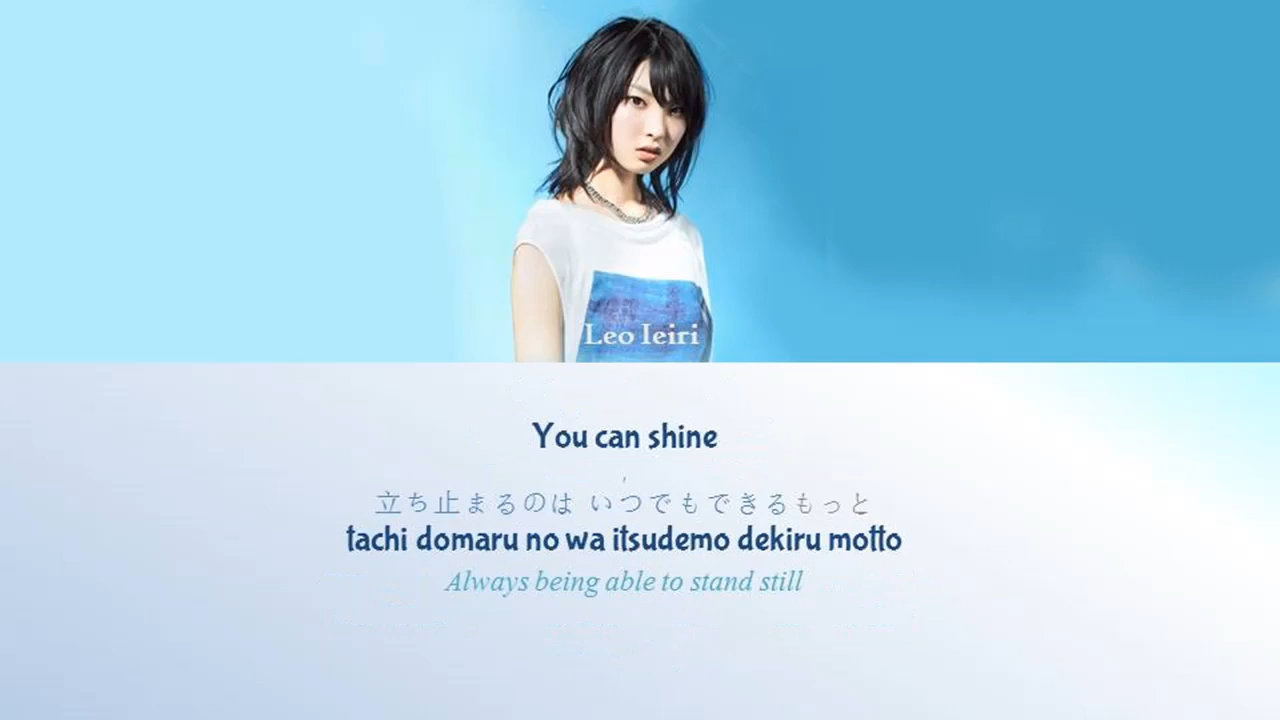 Leo Ieiri
You can shine
立ち止まるのは いつでもできるもっと
tachi domaru no wa itsudemo dekiru motto
Always being able to stand still